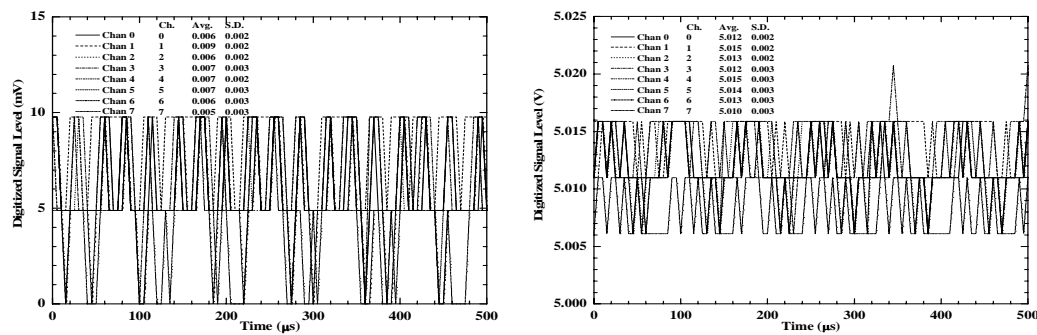 Ch. Avg. S.D.
Chan 0 0 0.006 0.002
Chan 1 1 0.009 0.002
Chan 2 2 0.006 0.002
Chan 3 3 0.007 0.003
Chan 4 4 0.007 0.002
Chan 5 5 0.007 0.003
Chan 6 6 0.006 0.003
Chan 7 7 0.005 0.003
Digitized Signal Level (mV)
15
10
5
0
0 100 200 300 400 500
Time (μs)
Ch. Avg. S.D.
Chan 0 0 5.012 0.002
Chan 1 1 5.015 0.002
Chan 2 2 5.013 0.002
Chan 3 3 5.012 0.003
Chan 4 4 5.015 0.003
Chan 5 5 5.014 0.003
Chan 6 6 5.013 0.003
Chan 7 7 5.010 0.003
Digitized Signal Level (V)
5.025
5.020
5.015
5.010
5.005
5.000
0 100 200 300 400 500
Time (μs)